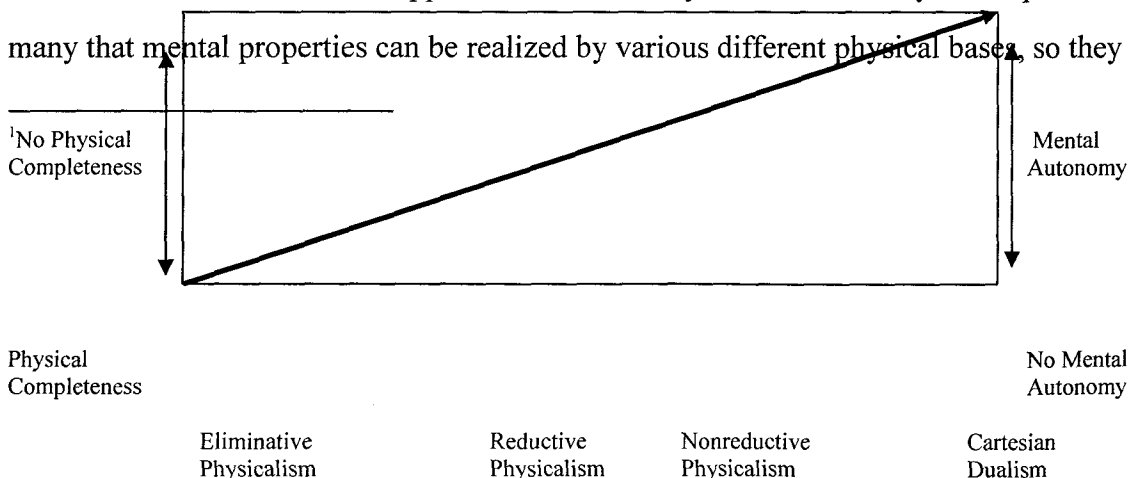 many that mental properties can be realized by various different physical bases, so they
¹No Physical
Completeness
Mental
Autonomy
Physical
Completeness
No Mental
Autonomy
Eliminative
Physicalism
Reductive
Physicalism
Nonreductive
Physicalism
Cartesian
Dualism